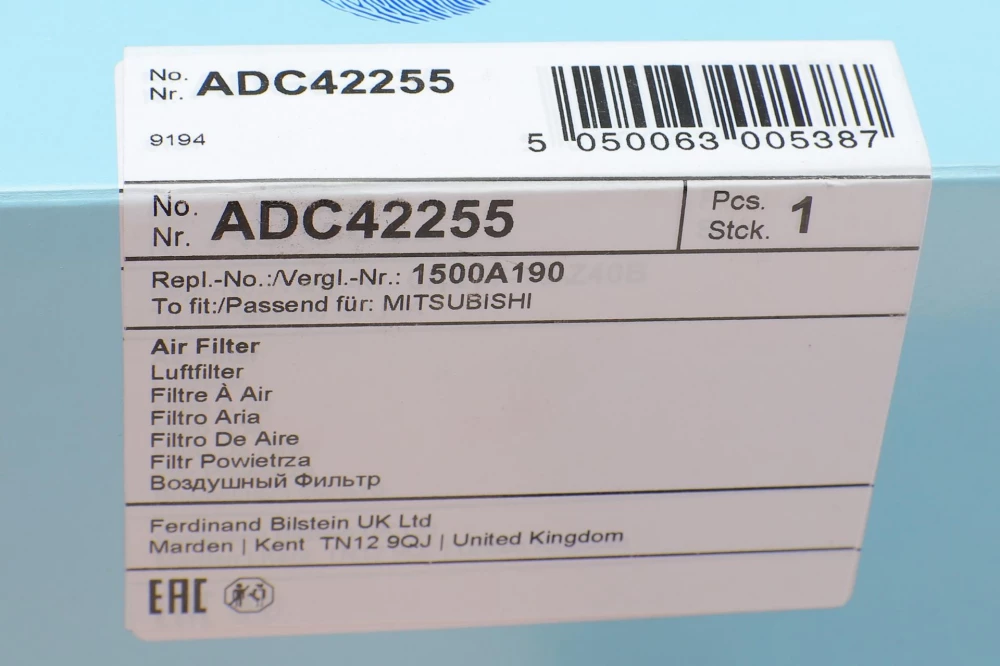 No.
Nr. ADC42255
9194
5 050063 005387
No.
Nr. ADC42255
Pcs.
Stck. 1
Repl.-No.:/Vergl.-Nr.: 1500A190
To fit:/Passend für: MITSUBISHI
Air Filter
Luftfilter
Filtre À Air
Filtro Aria
Filtro De Aire
Filtr Powietrza
Воздушный Фильтр
Ferdinand Bilstein UK Ltd
Marden | Kent TN12 9QJ | United Kingdom
EAC